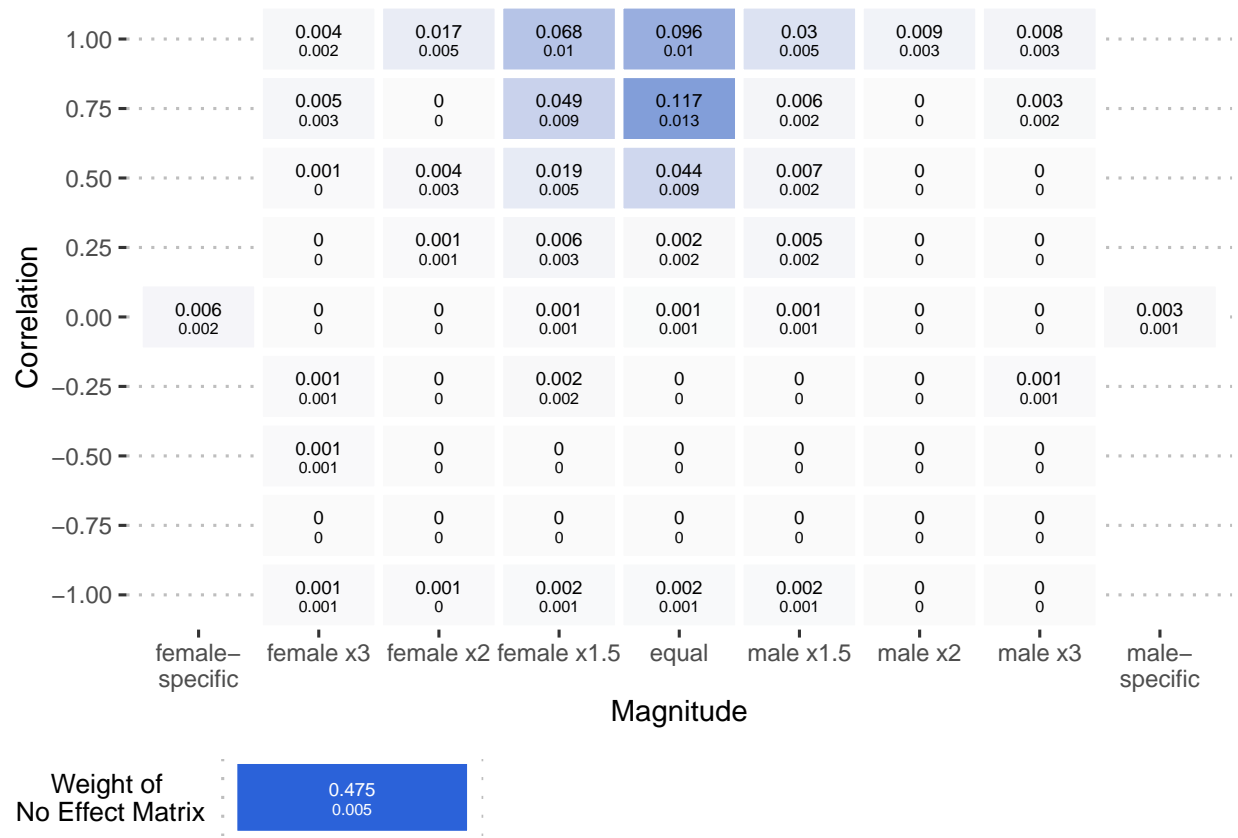 1.00
0.004 0.017 0.068 0.096 0.03 0.009 0.008
0.002 0.005 0.01 0.01 0.005 0.003 0.003
0.75
0.005 0 0.049 0.117 0.006 0 0.003
0.003 0 0.009 0.013 0.002 0 0.002
0.50
0.001 0.004 0.019 0.044 0.007 0 0
0 0.003 0.005 0.009 0.002 0 0
0.25
0 0.001 0.006 0.002 0.005 0 0
0 0.001 0.003 0.002 0.002 0 0
0.00
0.006 0 0 0.001 0.001 0.001 0 0 0.003
0.002 0 0 0.001 0.001 0.001 0 0 0.001
−0.25
0.001 0 0.002 0 0 0 0.001
0.001 0 0.002 0 0 0 0.001
−0.50
0.001 0 0 0 0 0 0
0.001 0 0 0 0 0 0
−0.75
0 0 0 0 0 0 0
0 0 0 0 0 0 0
−1.00
0.001 0.001 0.002 0.002 0.002 0 0
0.001 0 0.001 0.001 0.001 0 0
Correlation
female− female x3 female x2 female x1.5 equal male x1.5 male x2 male x3 male−
specific specific
Magnitude
Weight of
No Effect Matrix
0.475
0.005